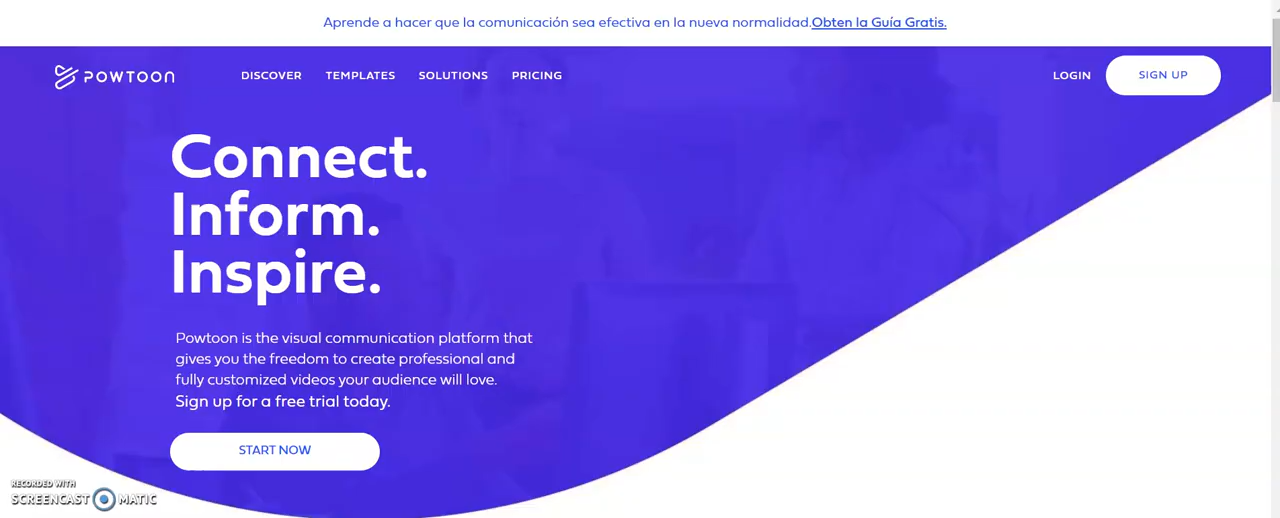 Aprende a hacer que la comunicación sea efectiva en la nueva normalidad.Obten la Guía Gratis.
POWTOON DISCOVER TEMPLATES SOLUTIONS PRICING LOGIN SIGN UP
Connect.
Inform.
Inspire.
Powtoon is the visual communication platform that
gives you the freedom to create professional and
fully customized videos your audience will love.
Sign up for a free trial today.
START NOW
RECORDED WITH
SCREENCAST MATIC